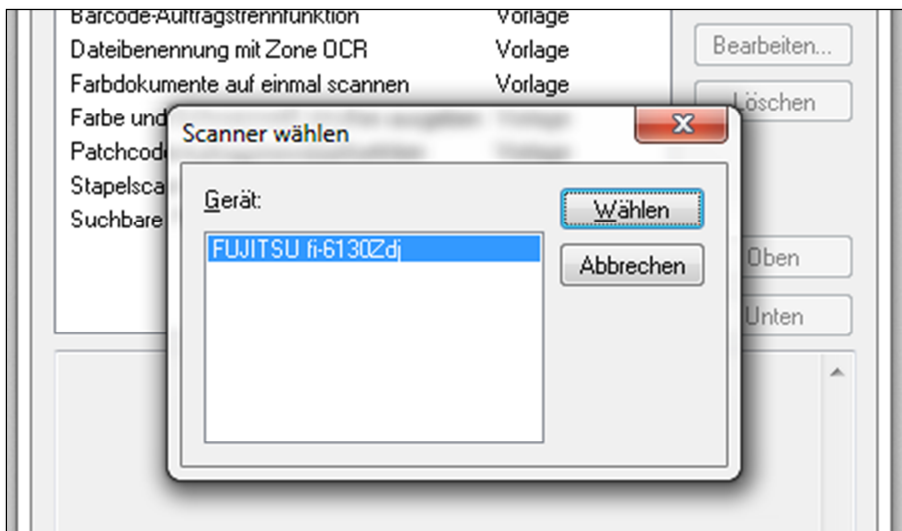 Barcode-Auftragstrennfunktion Vorlage
Dateibenennung mit Zone OCR Vorlage
Bearbeiten...
Farbdokumente auf einmal scannen Vorlage
Löschen
Farbe und
Scanner wählen
Patchcod
Stapelsca
Gerät:
Wählen
Suchbare
FUJITSU fi-6130Zdj
Abbrechen
Oben
Unten